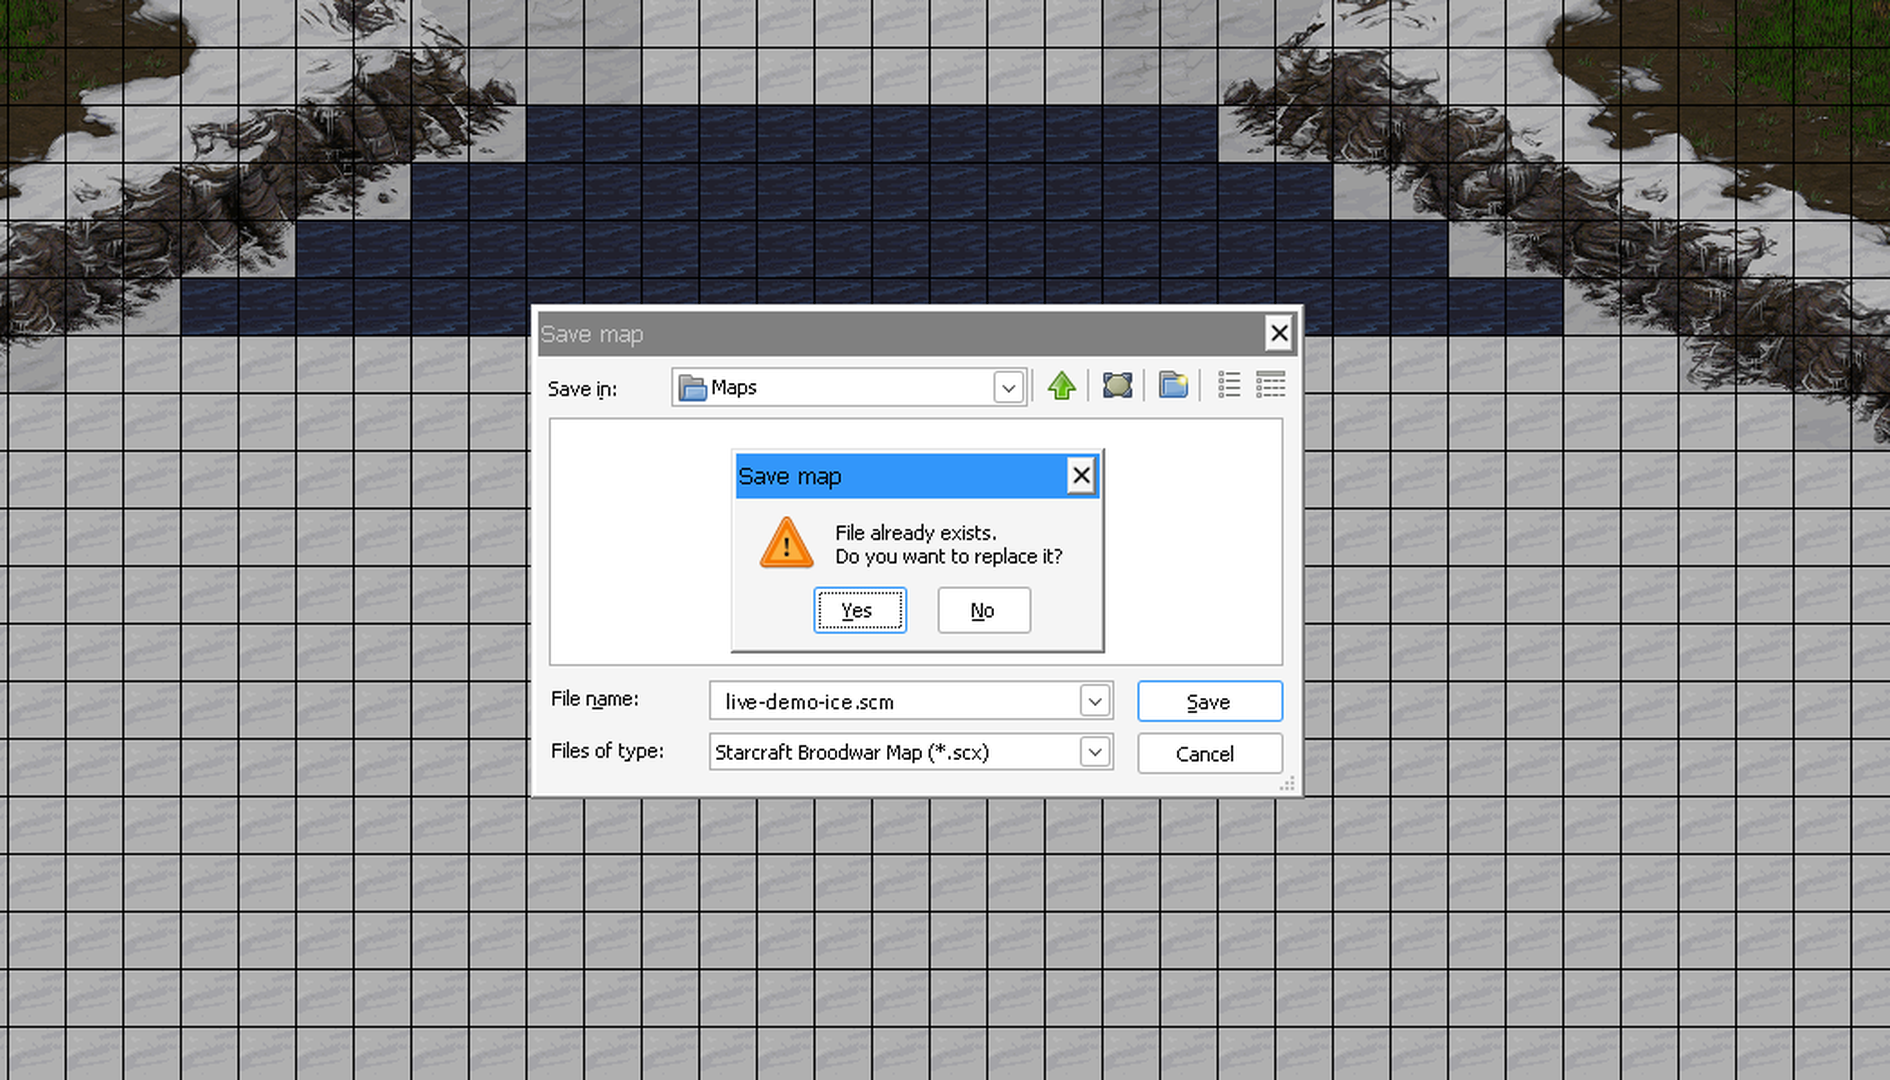 Save map
Save in:
Maps
Save map
File already exists.
Do you want to replace it?
Yes
No
File name:
live-demo-ice.scm
Save
Files of type:
Starcraft Broodwar Map (*.scx)
Cancel